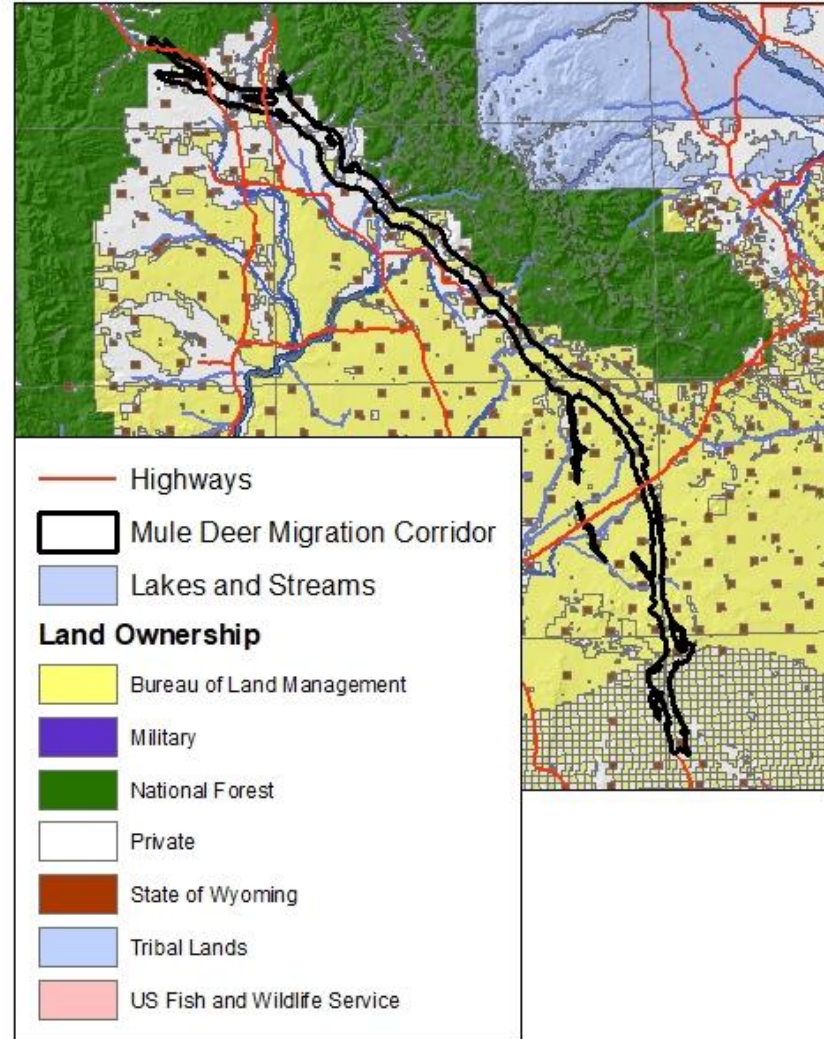 Highways
Mule Deer Migration Corridor
Lakes and Streams
Land Ownership
Bureau of Land Management
Military
National Forest
Private
State of Wyoming
Tribal Lands
US Fish and Wildlife Service